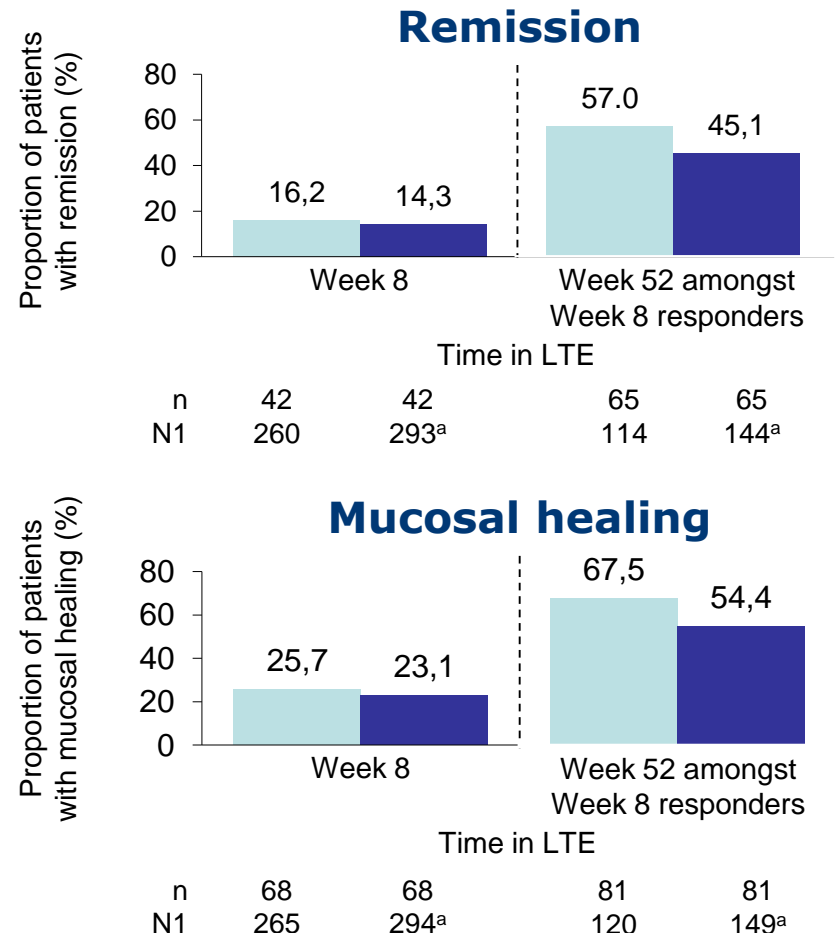 Remission
Proportion of patients
with remission (%)
80
60
40
20
0
16,2
14,3
57.0
45,1
Week 8
Week 52 amongst
Week 8 responders
Time in LTE
n 42 42 65 65
N1 260 293ᵃ 114 144ᵃ
Mucosal healing
Proportion of patients
with mucosal healing (%)
80
60
40
20
0
25,7
23,1
67,5
54,4
Week 8
Week 52 amongst
Week 8 responders
Time in LTE
n 68 68 81 81
N1 265 294ᵃ 120 149ᵃ